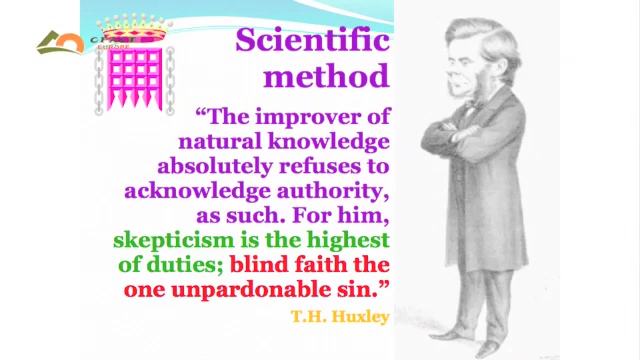 EUROPE
Scientific
method
“The improver of
natural knowledge
absolutely refuses to
acknowledge authority,
as such. For him,
skepticism is the highest
of duties; blind faith the
one unpardonable sin.”
T.H. Huxley